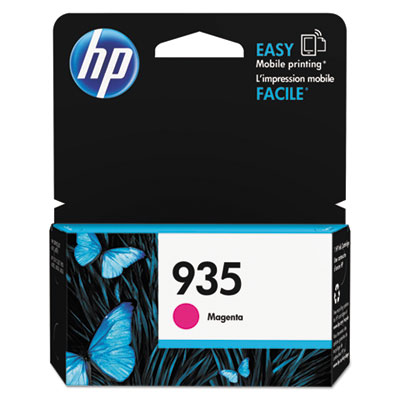 hp
EASY
Mobile printing*
L'impression mobile
FACILE*
935
Magenta